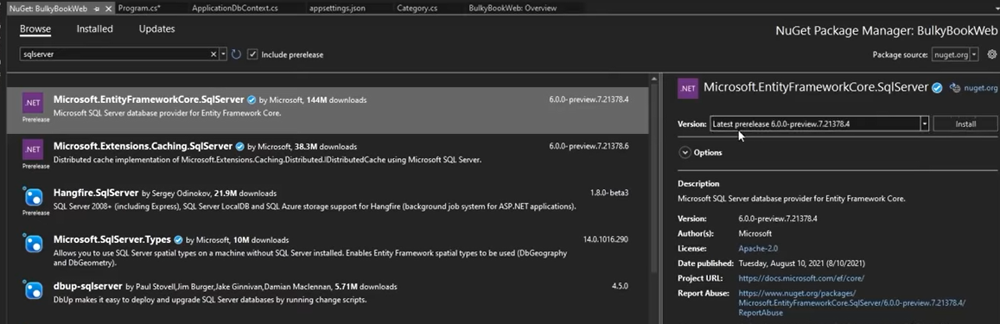 NuGet: BulkyBookWeb
Program.cs*
ApplicationDbContext.cs
appsettings.json
Category.cs
BulkyBookWeb: Overview
Browse
Installed
Updates
NuGet Package Manager: BulkyBookWeb
sqlserver
Include prerelease
Package source: nuget.org
.NET
Prerelease
Microsoft.EntityFrameworkCore.SqlServer by Microsoft, 144M downloads
6.0.0-preview.7.21378.4
Microsoft SQL Server database provider for Entity Framework Core.
.NET
Prerelease
Microsoft.Extensions.Caching.SqlServer by Microsoft, 38.3M downloads
6.0.0-preview.7.21378.6
Distributed cache implementation of Microsoft.Extensions.Caching.Distributed.IDistributedCache using Microsoft SQL Server.
Prerelease
Hangfire.SqlServer by Sergey Odinokov, 21.9M downloads
1.8.0-beta3
SQL Server 2008+ (including Express), SQL Server LocalDB and SQL Azure storage support for Hangfire (background job system for ASP.NET applications).
Microsoft.SqlServer.Types by Microsoft, 10M downloads
14.0.1016.290
Allows you to use SQL Server spatial types on a machine without SQL Server installed. Enables Entity Framework spatial types to be used (DbGeography
and DbGeometry).
dbup-sqlserver by Paul Stovell,Jim Burger,Jake Ginnivan,Damian Maclennan, 5.71M downloads
4.5.0
DbUp makes it easy to deploy and upgrade SQL Server databases by running change scripts.
.NET
Microsoft.EntityFrameworkCore.SqlServer
nuget.org
Version:
Latest prerelease 6.0.0-preview.7.21378.4
Install
Options
Description
Microsoft SQL Server database provider for Entity Framework Core.
Version: 6.0.0-preview.7.21378.4
Author(s): Microsoft
License: Apache-2.0
Date published: Tuesday, August 10, 2021 (8/10/2021)
Project URL: https://docs.microsoft.com/ef/core/
Report Abuse: https://www.nuget.org/packages/
Microsoft.EntityFrameworkCore.SqlServer/6.0.0-preview.7.21378.4/
ReportAbuse